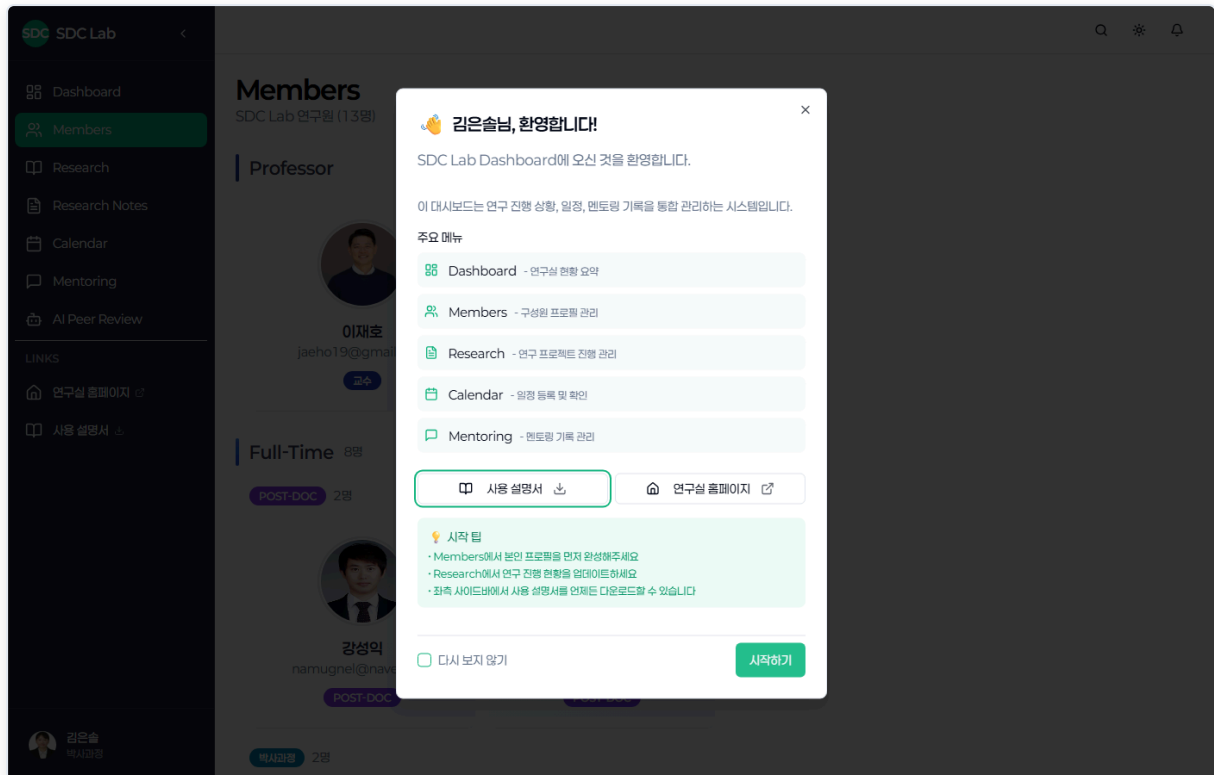 SDC SDC Lab
Dashboard
Members
Research
Research Notes
Calendar
Mentoring
AI Peer Review
LINKS
연구실 홈페이지
사용 설명서
김은솔
박사과정
Members
SDC Lab 연구원 (13명)
Professor
이재호
jaeho19@gmai
교수
Full-Time 8명
POST-DOC 2명
강성익
namugnel@nave
POST-DOC
POST-DOC
박사과정 2명
👋 김은솔님, 환영합니다!
SDC Lab Dashboard에 오신 것을 환영합니다.
이 대시보드는 연구 진행 상황, 일정, 멘토링 기록을 통합 관리하는 시스템입니다.
주요 메뉴
Dashboard - 연구실 현황 요약
Members - 구성원 프로필 관리
Research - 연구 프로젝트 진행 관리
Calendar - 일정 등록 및 확인
Mentoring - 멘토링 기록 관리
사용 설명서
연구실 홈페이지
💡 시작 팁
• Members에서 본인 프로필을 먼저 완성해주세요
• Research에서 연구 진행 현황을 업데이트하세요
• 좌측 사이드바에서 사용 설명서를 언제든 다운로드할 수 있습니다
다시 보지 않기
시작하기